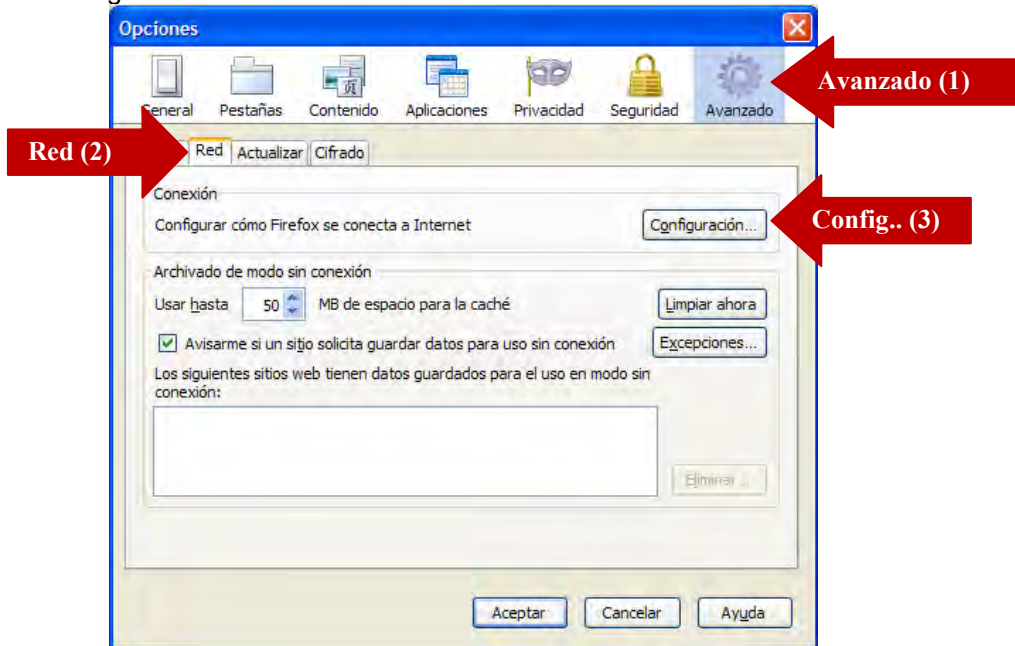 Opciones
General Pestañas Contenido Aplicaciones Privacidad Seguridad Avanzado
Avanzado (1)
Red (2)
Red Actualizar Cifrado
Conexión
Configurar cómo Firefox se conecta a Internet Configuración...
Config.. (3)
Archivado de modo sin conexión
Usar hasta 50 MB de espacio para la caché Limpiar ahora
Avisarme si un sitio solicita guardar datos para uso sin conexión Excepciones...
Los siguientes sitios web tienen datos guardados para el uso en modo sin
conexión:
Eliminar...
Aceptar Cancelar Ayuda